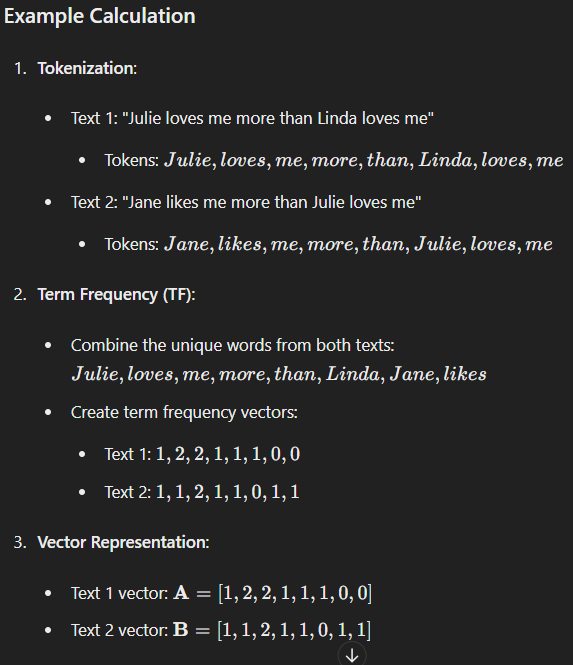 Example Calculation
1. Tokenization:
• Text 1: "Julie loves me more than Linda loves me"
• Tokens: Julie, loves, me, more, than, Linda, loves, me
• Text 2: "Jane likes me more than Julie loves me"
• Tokens: Jane, likes, me, more, than, Julie, loves, me
2. Term Frequency (TF):
• Combine the unique words from both texts:
Julie, loves, me, more, than, Linda, Jane, likes
• Create term frequency vectors:
• Text 1: 1, 2, 2, 1, 1, 1, 0, 0
• Text 2: 1, 1, 2, 1, 1, 0, 1, 1
3. Vector Representation:
• Text 1 vector: A = [1, 2, 2, 1, 1, 1, 0, 0]
• Text 2 vector: B = [1, 1, 2, 1, 1, 0, 1, 1]